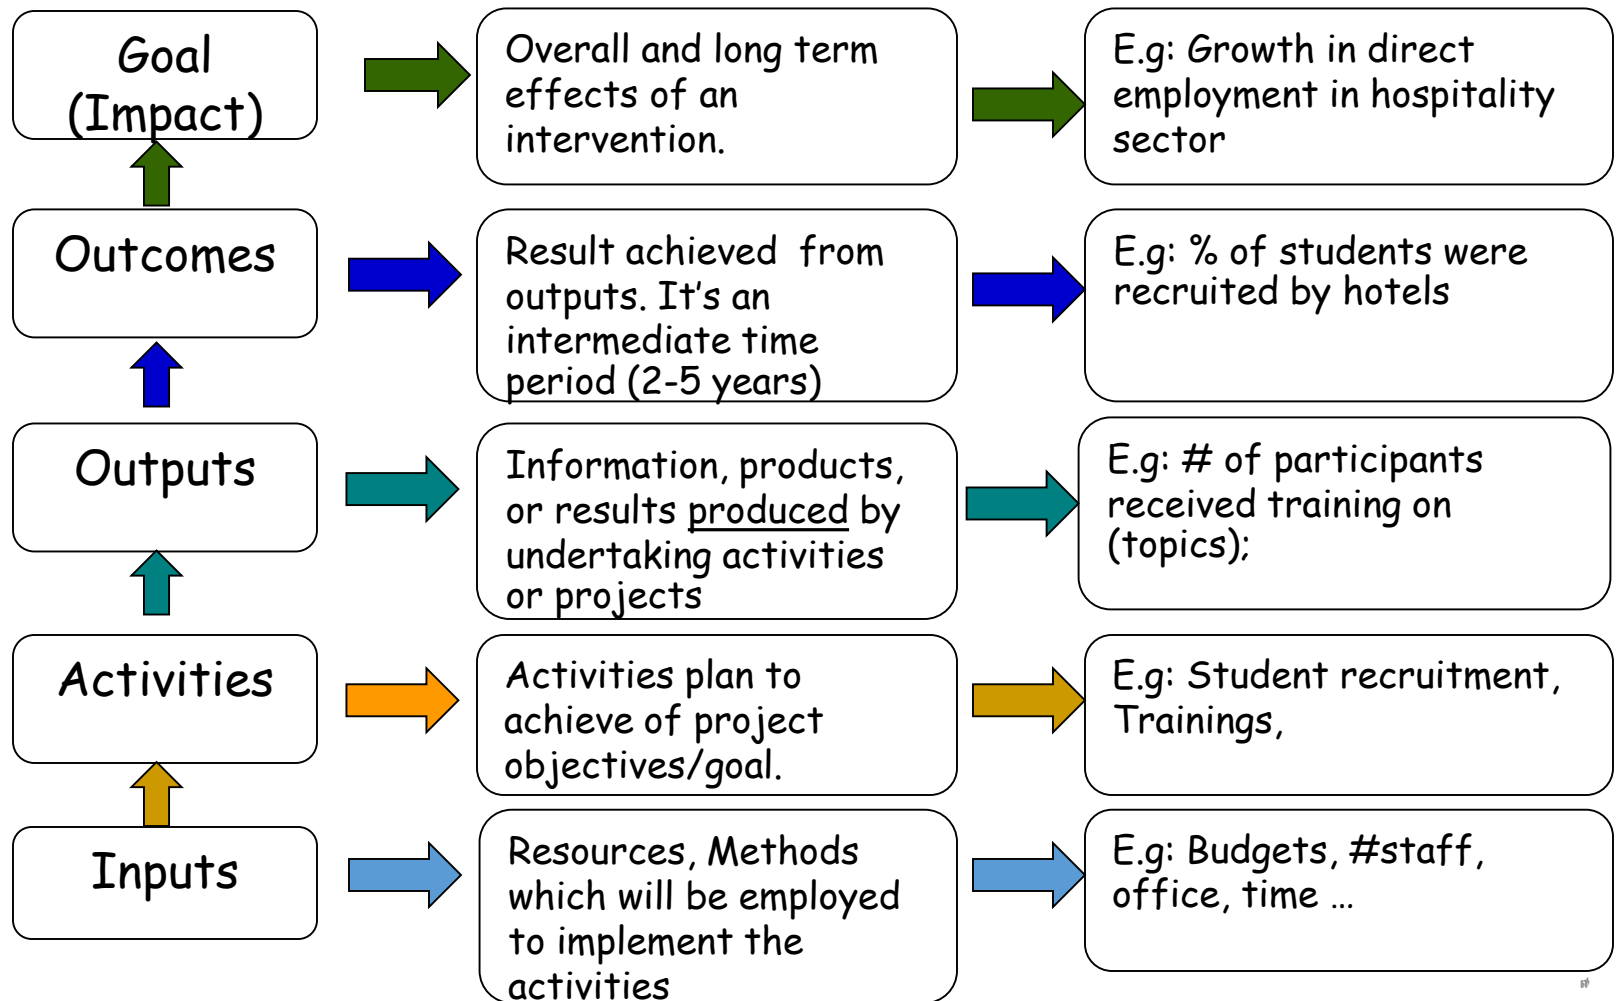 Goal
(Impact)
Overall and long term
effects of an
intervention.
E.g: Growth in direct
employment in hospitality
sector
Outcomes
Result achieved  from
outputs. It’s an
intermediate time
period (2-5 years)
E.g: % of students were
recruited by hotels
Outputs
Information, products,
or results produced by
undertaking activities
or projects
E.g: # of participants
received training on
(topics);
Activities
Activities plan to
achieve of project
objectives/goal.
E.g: Student recruitment,
Trainings,
Inputs
Resources, Methods
which will be employed
to implement the
activities
E.g: Budgets, #staff,
office, time …